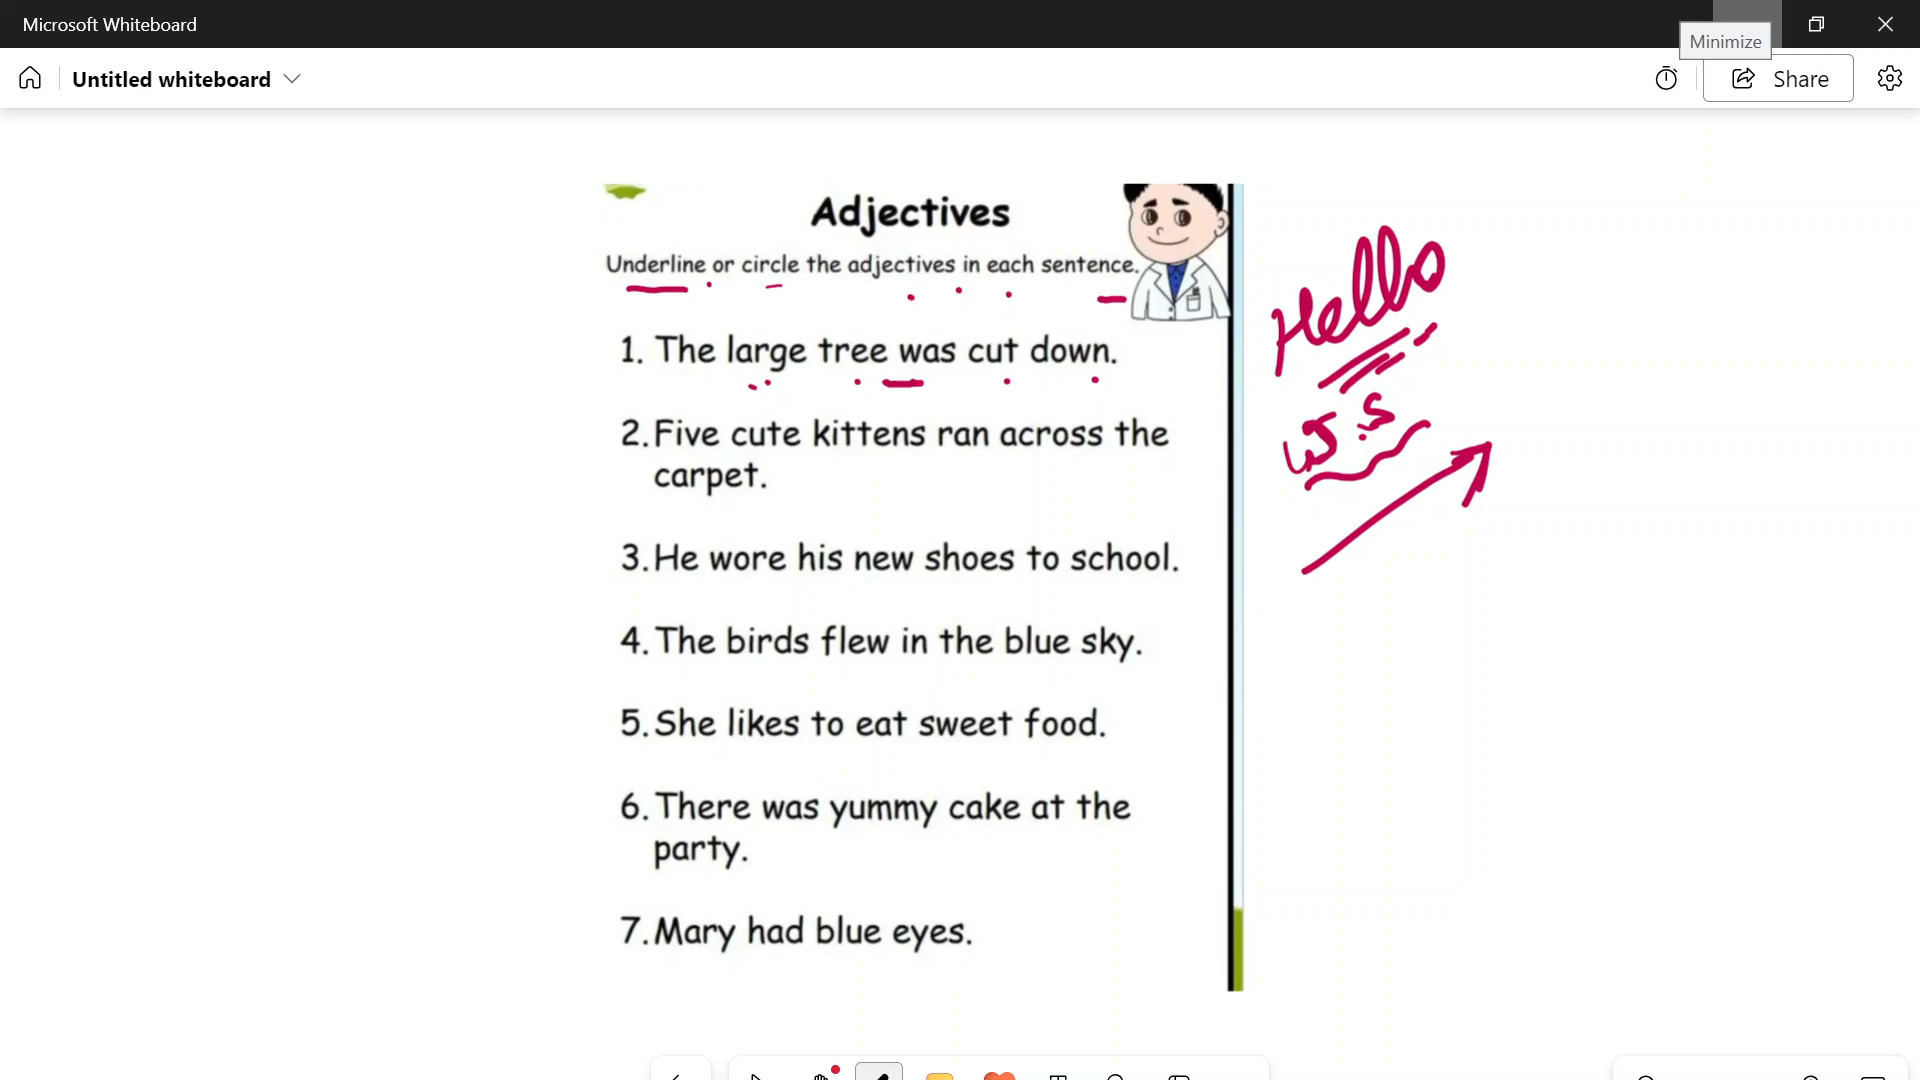 Microsoft Whiteboard
Minimize
Untitled whiteboard
Share
Adjectives
Underline or circle the adjectives in each sentence.
1. The large tree was cut down.
2. Five cute kittens ran across the
carpet.
3. He wore his new shoes to school.
4. The birds flew in the blue sky.
5. She likes to eat sweet food.
6. There was yummy cake at the
party.
7. Mary had blue eyes.
Hello